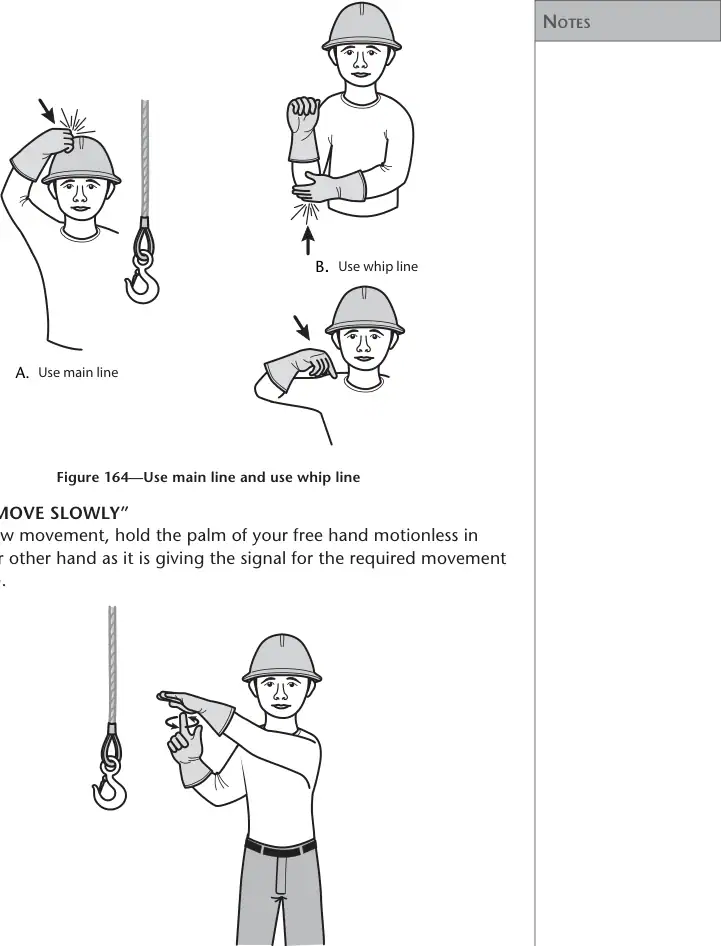 NOTES
B. Use whip line
A. Use main line
Figure 164—Use main line and use whip line
MOVE SLOWLY”
w movement, hold the palm of your free hand motionless in
r other hand as it is giving the signal for the required movement